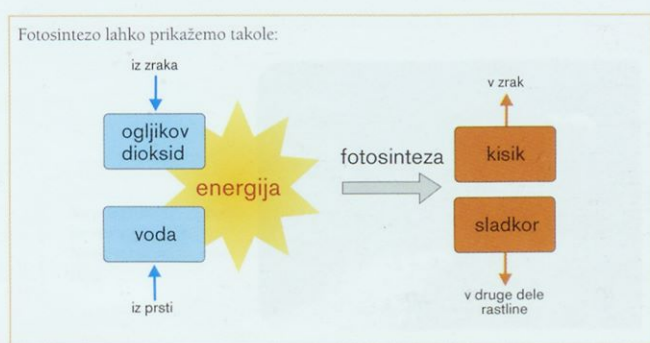 Fotosintezo lahko prikažemo takole:
iz zraka
ogljikov
dioksid
energija
voda
iz prsti
fotosinteza
v zrak
kisik
sladkor
v druge dele
rastline